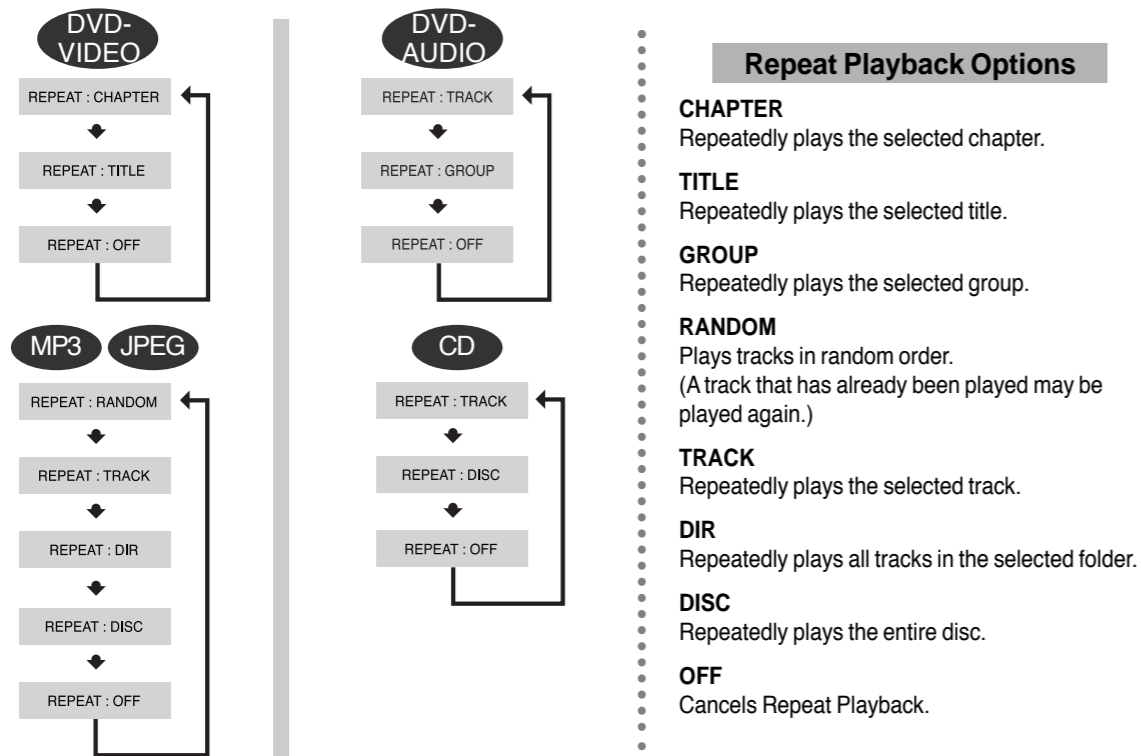 DVD-
VIDEO
REPEAT : CHAPTER
REPEAT : TITLE
REPEAT : OFF
DVD-
AUDIO
REPEAT : TRACK
REPEAT : GROUP
REPEAT : OFF
MP3 JPEG
REPEAT : RANDOM
REPEAT : TRACK
REPEAT : DIR
REPEAT : DISC
REPEAT : OFF
CD
REPEAT : TRACK
REPEAT : DISC
REPEAT : OFF
Repeat Playback Options
CHAPTER
Repeatedly plays the selected chapter.
TITLE
Repeatedly plays the selected title.
GROUP
Repeatedly plays the selected group.
RANDOM
Plays tracks in random order.
(A track that has already been played may be
played again.)
TRACK
Repeatedly plays the selected track.
DIR
Repeatedly plays all tracks in the selected folder.
DISC
Repeatedly plays the entire disc.
OFF
Cancels Repeat Playback.